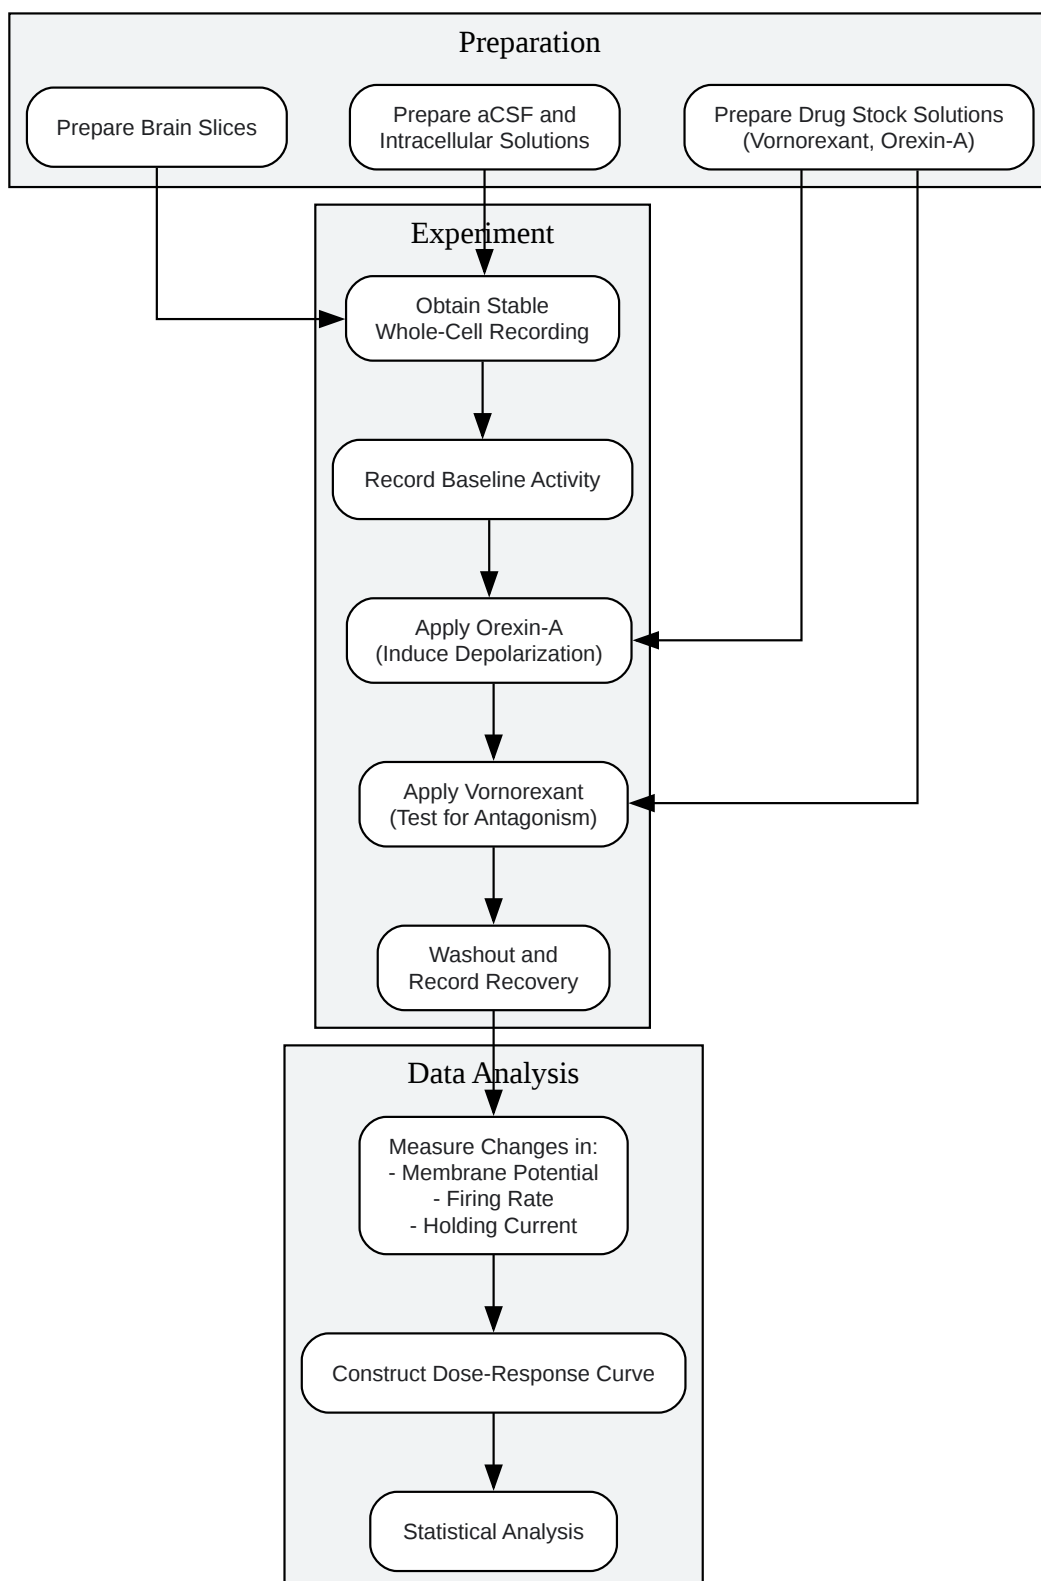 Preparation
Prepare Brain Slices
Prepare aCSF and
Intracellular Solutions
Prepare Drug Stock Solutions
(Vornorexant, Orexin-A)
Experiment
Obtain Stable
Whole-Cell Recording
Record Baseline Activity
Apply Orexin-A
(Induce Depolarization)
Apply Vornorexant
(Test for Antagonism)
Washout and
Record Recovery
Data Analysis
Measure Changes in:
- Membrane Potential
- Firing Rate
- Holding Current
Construct Dose-Response Curve
Statistical Analysis